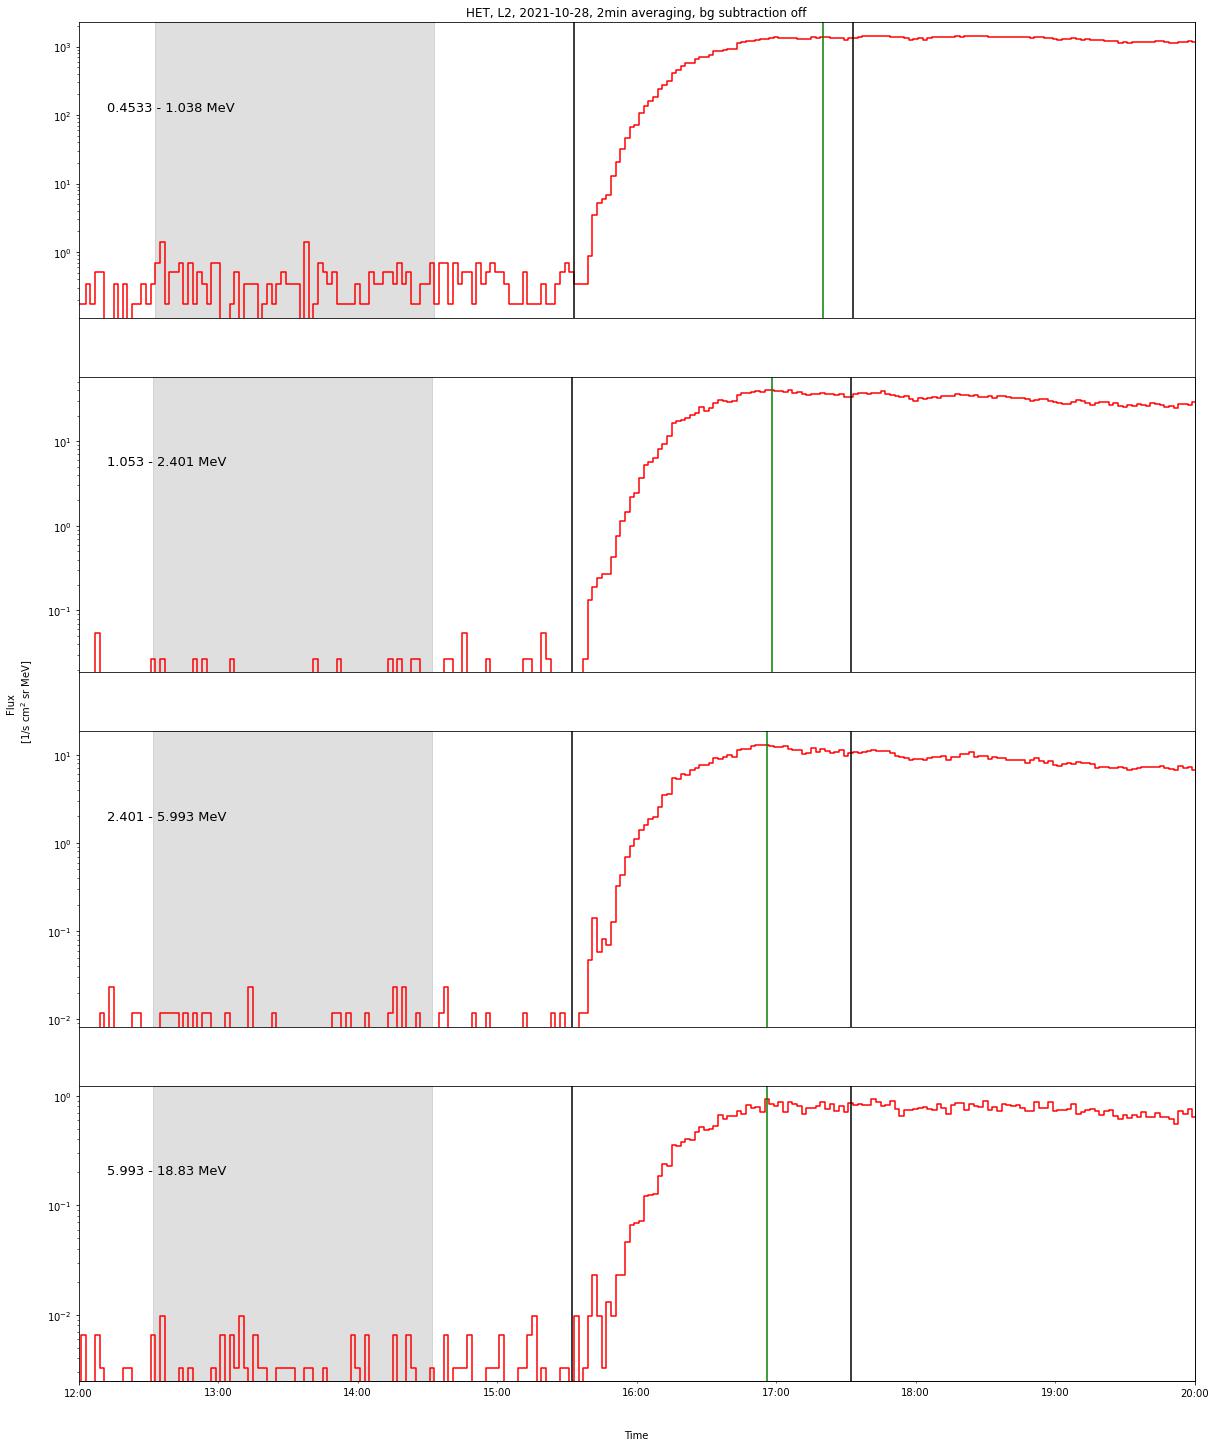 HET, L2, 2021-10-28, 2min averaging, bg subtraction off
10³
10²
10¹
10⁰
0.4533 - 1.038 MeV
10¹
10⁰
10⁻¹
1.053 - 2.401 MeV
Flux
[1/s cm² sr MeV]
10¹
10⁰
10⁻¹
10⁻²
2.401 - 5.993 MeV
10⁰
10⁻¹
10⁻²
5.993 - 18.83 MeV
12:00 13:00 14:00 15:00 16:00 17:00 18:00 19:00 20:00
Time